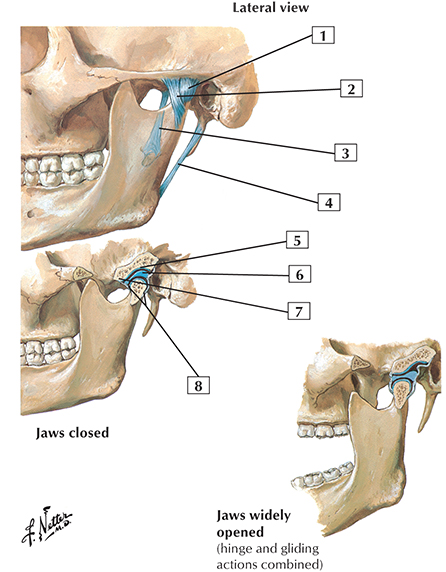 Lateral view
1
2
3
4
5
6
7
8
Jaws closed
Jaws widely
opened
(hinge and gliding
actions combined)
F. Netter
M.D.